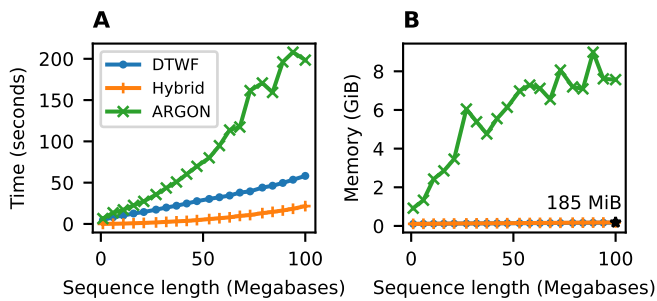 A
B
200
150
100
50
0
Time (seconds)
DTWF
Hybrid
ARGON
0
50
100
Sequence length (Megabases)
8
6
4
2
0
Memory (GiB)
185 MiB
0
50
100
Sequence length (Megabases)